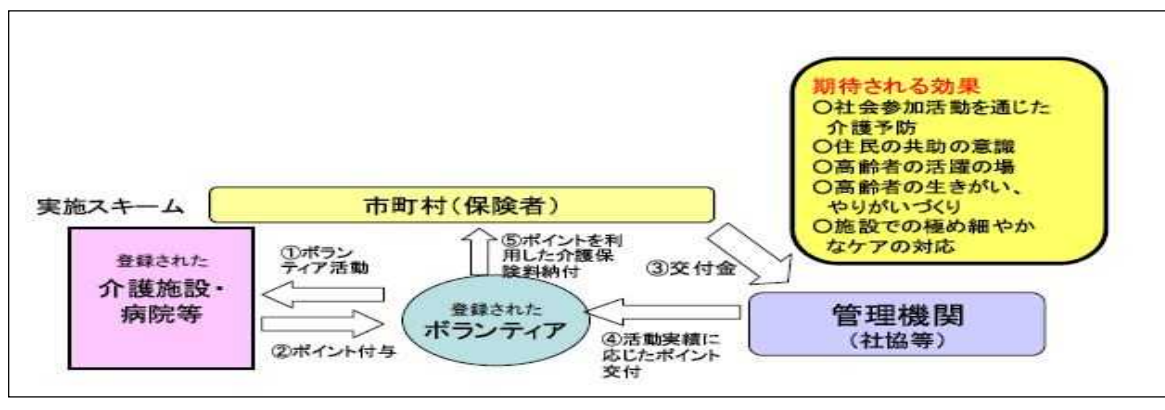 期待される効果
○社会参加活動を通じた
介護予防
○住民の共助の意識
○高齢者の活躍の場
○高齢者の生きがい、
やりがいづくり
○施設での極め細やか
なケアの対応
実施スキーム
市町村(保険者)
登録された
介護施設・
病院等
①ボラン
ティア活動
②ポイント付与
⑤ポイントを利
用した介護保
険料納付
登録された
ボランティア
③交付金
④活動実績に
応じたポイント
交付
管理機関
(社協等)